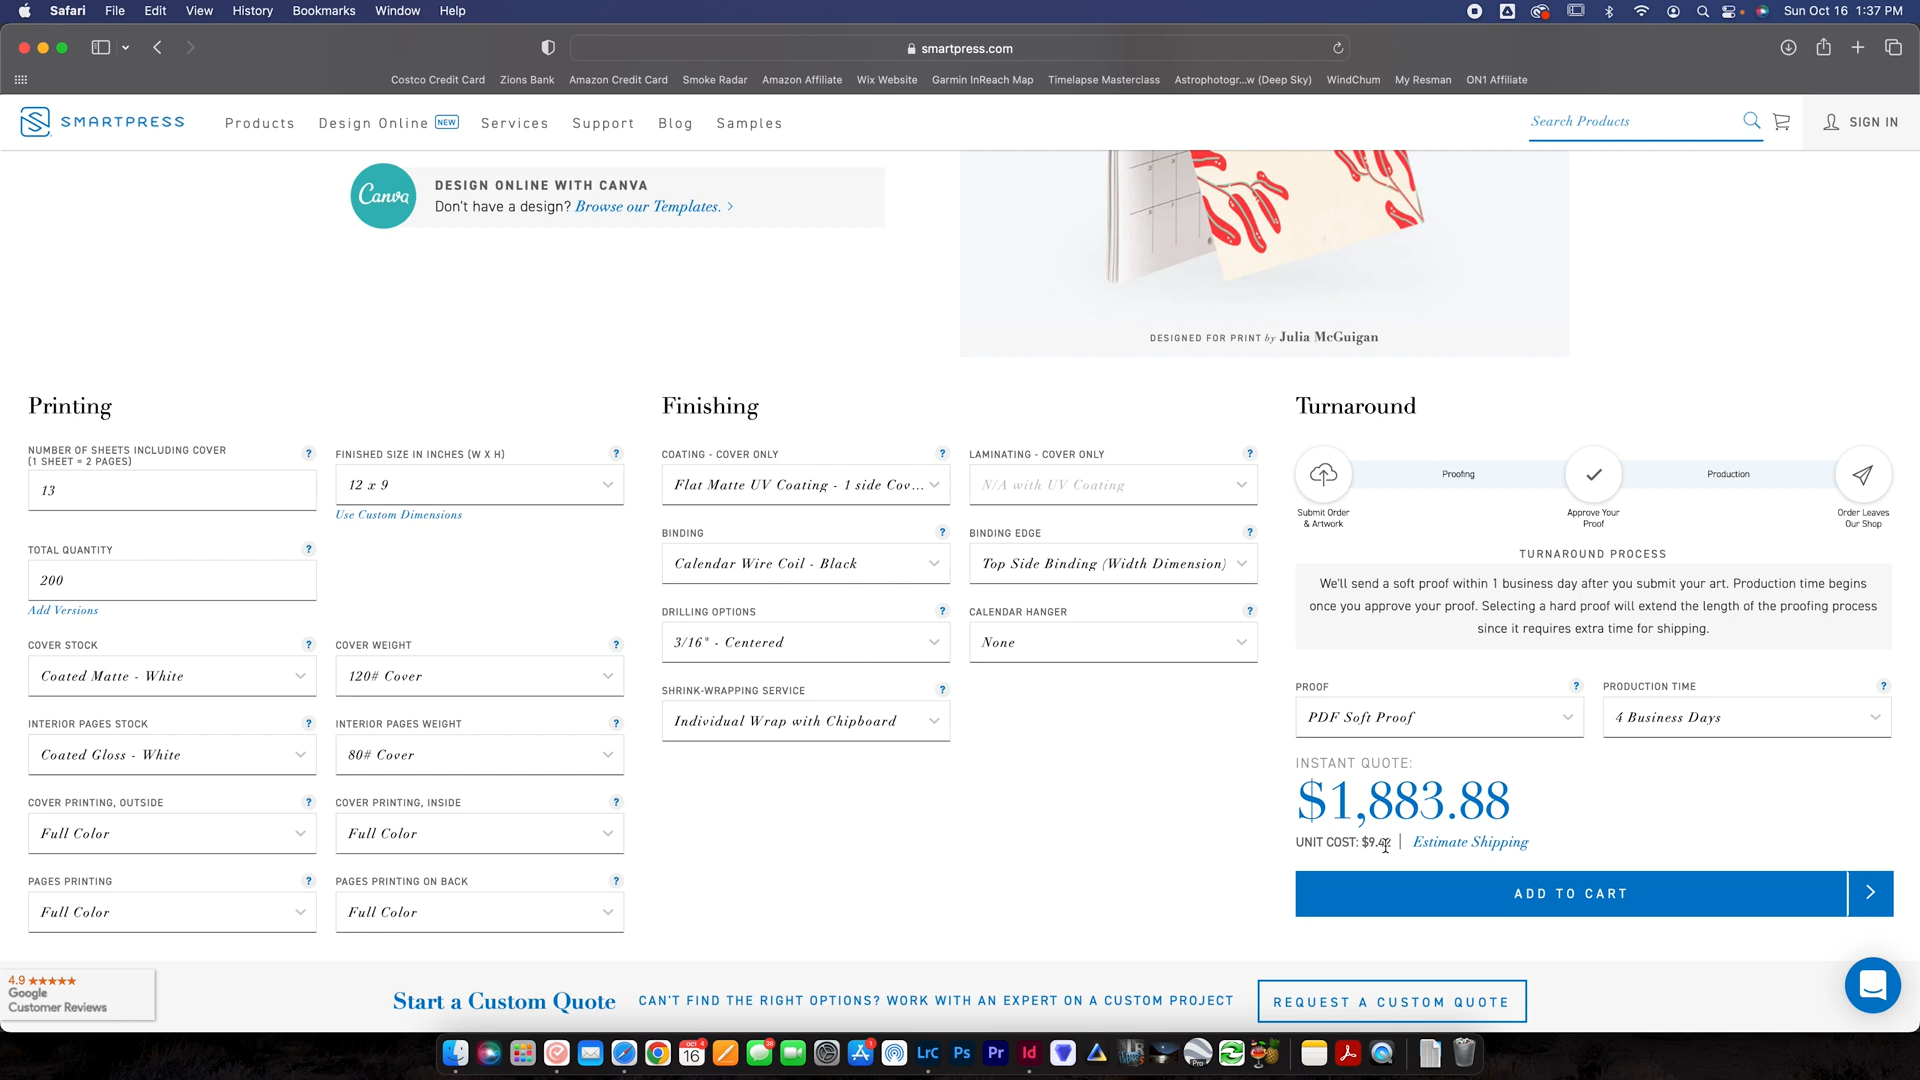 Safari File Edit View History Bookmarks Window Help Sun Oct 16 1:37 PM
smartpress.com
Costco Credit Card Zions Bank Amazon Credit Card Smoke Radar Amazon Affiliate Wix Website Garmin InReach Map Timelapse Masterclass Astrophotogr...w (Deep Sky) WindChum My Resman ON1 Affiliate
SMARTPRESS Products Design Online NEW Services Support Blog Samples Search Products SIGN IN
Canva
DESIGN ONLINE WITH CANVA
Don't have a design? Browse our Templates. >
DESIGNED FOR PRINT by Julia McGuigan
Printing
NUMBER OF SHEETS INCLUDING COVER
(1 SHEET = 2 PAGES) ?
13
FINISHED SIZE IN INCHES (W X H) ?
12 x 9
Use Custom Dimensions
TOTAL QUANTITY ?
200
Add Versions
COVER STOCK ?
Coated Matte - White
COVER WEIGHT ?
120# Cover
INTERIOR PAGES STOCK ?
Coated Gloss - White
INTERIOR PAGES WEIGHT ?
80# Cover
COVER PRINTING, OUTSIDE ?
Full Color
COVER PRINTING, INSIDE ?
Full Color
PAGES PRINTING ?
Full Color
PAGES PRINTING ON BACK ?
Full Color
Finishing
COATING - COVER ONLY ?
Flat Matte UV Coating - 1 side Cov...
LAMINATING - COVER ONLY ?
N/A with UV Coating
BINDING ?
Calendar Wire Coil - Black
BINDING EDGE ?
Top Side Binding (Width Dimension)
DRILLING OPTIONS ?
3/16" - Centered
CALENDAR HANGER ?
None
SHRINK-WRAPPING SERVICE ?
Individual Wrap with Chipboard
Turnaround
Proofing Production
Submit Order
& Artwork
Approve Your
Proof
Order Leaves
Our Shop
TURNAROUND PROCESS
We'll send a soft proof within 1 business day after you submit your art. Production time begins
once you approve your proof. Selecting a hard proof will extend the length of the proofing process
since it requires extra time for shipping.
PROOF ?
PDF Soft Proof
PRODUCTION TIME ?
4 Business Days
INSTANT QUOTE:
$1,883.88
UNIT COST: $9.42 | Estimate Shipping
ADD TO CART >
4.9 ★★★★★
Google
Customer Reviews
Start a Custom Quote CAN'T FIND THE RIGHT OPTIONS? WORK WITH AN EXPERT ON A CUSTOM PROJECT REQUEST A CUSTOM QUOTE
OCT 4 16 38 1 LrC Ps Pr Id Pro